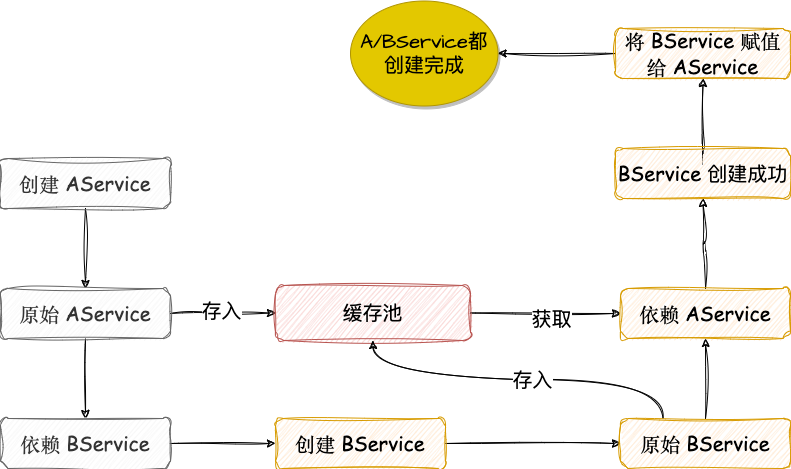 A/BService都
创建完成
将 BService 赋值
给 AService
创建 AService
BService 创建成功
原始 AService
存入
缓存池
获取
依赖 AService
存入
依赖 BService
创建 BService
原始 BService